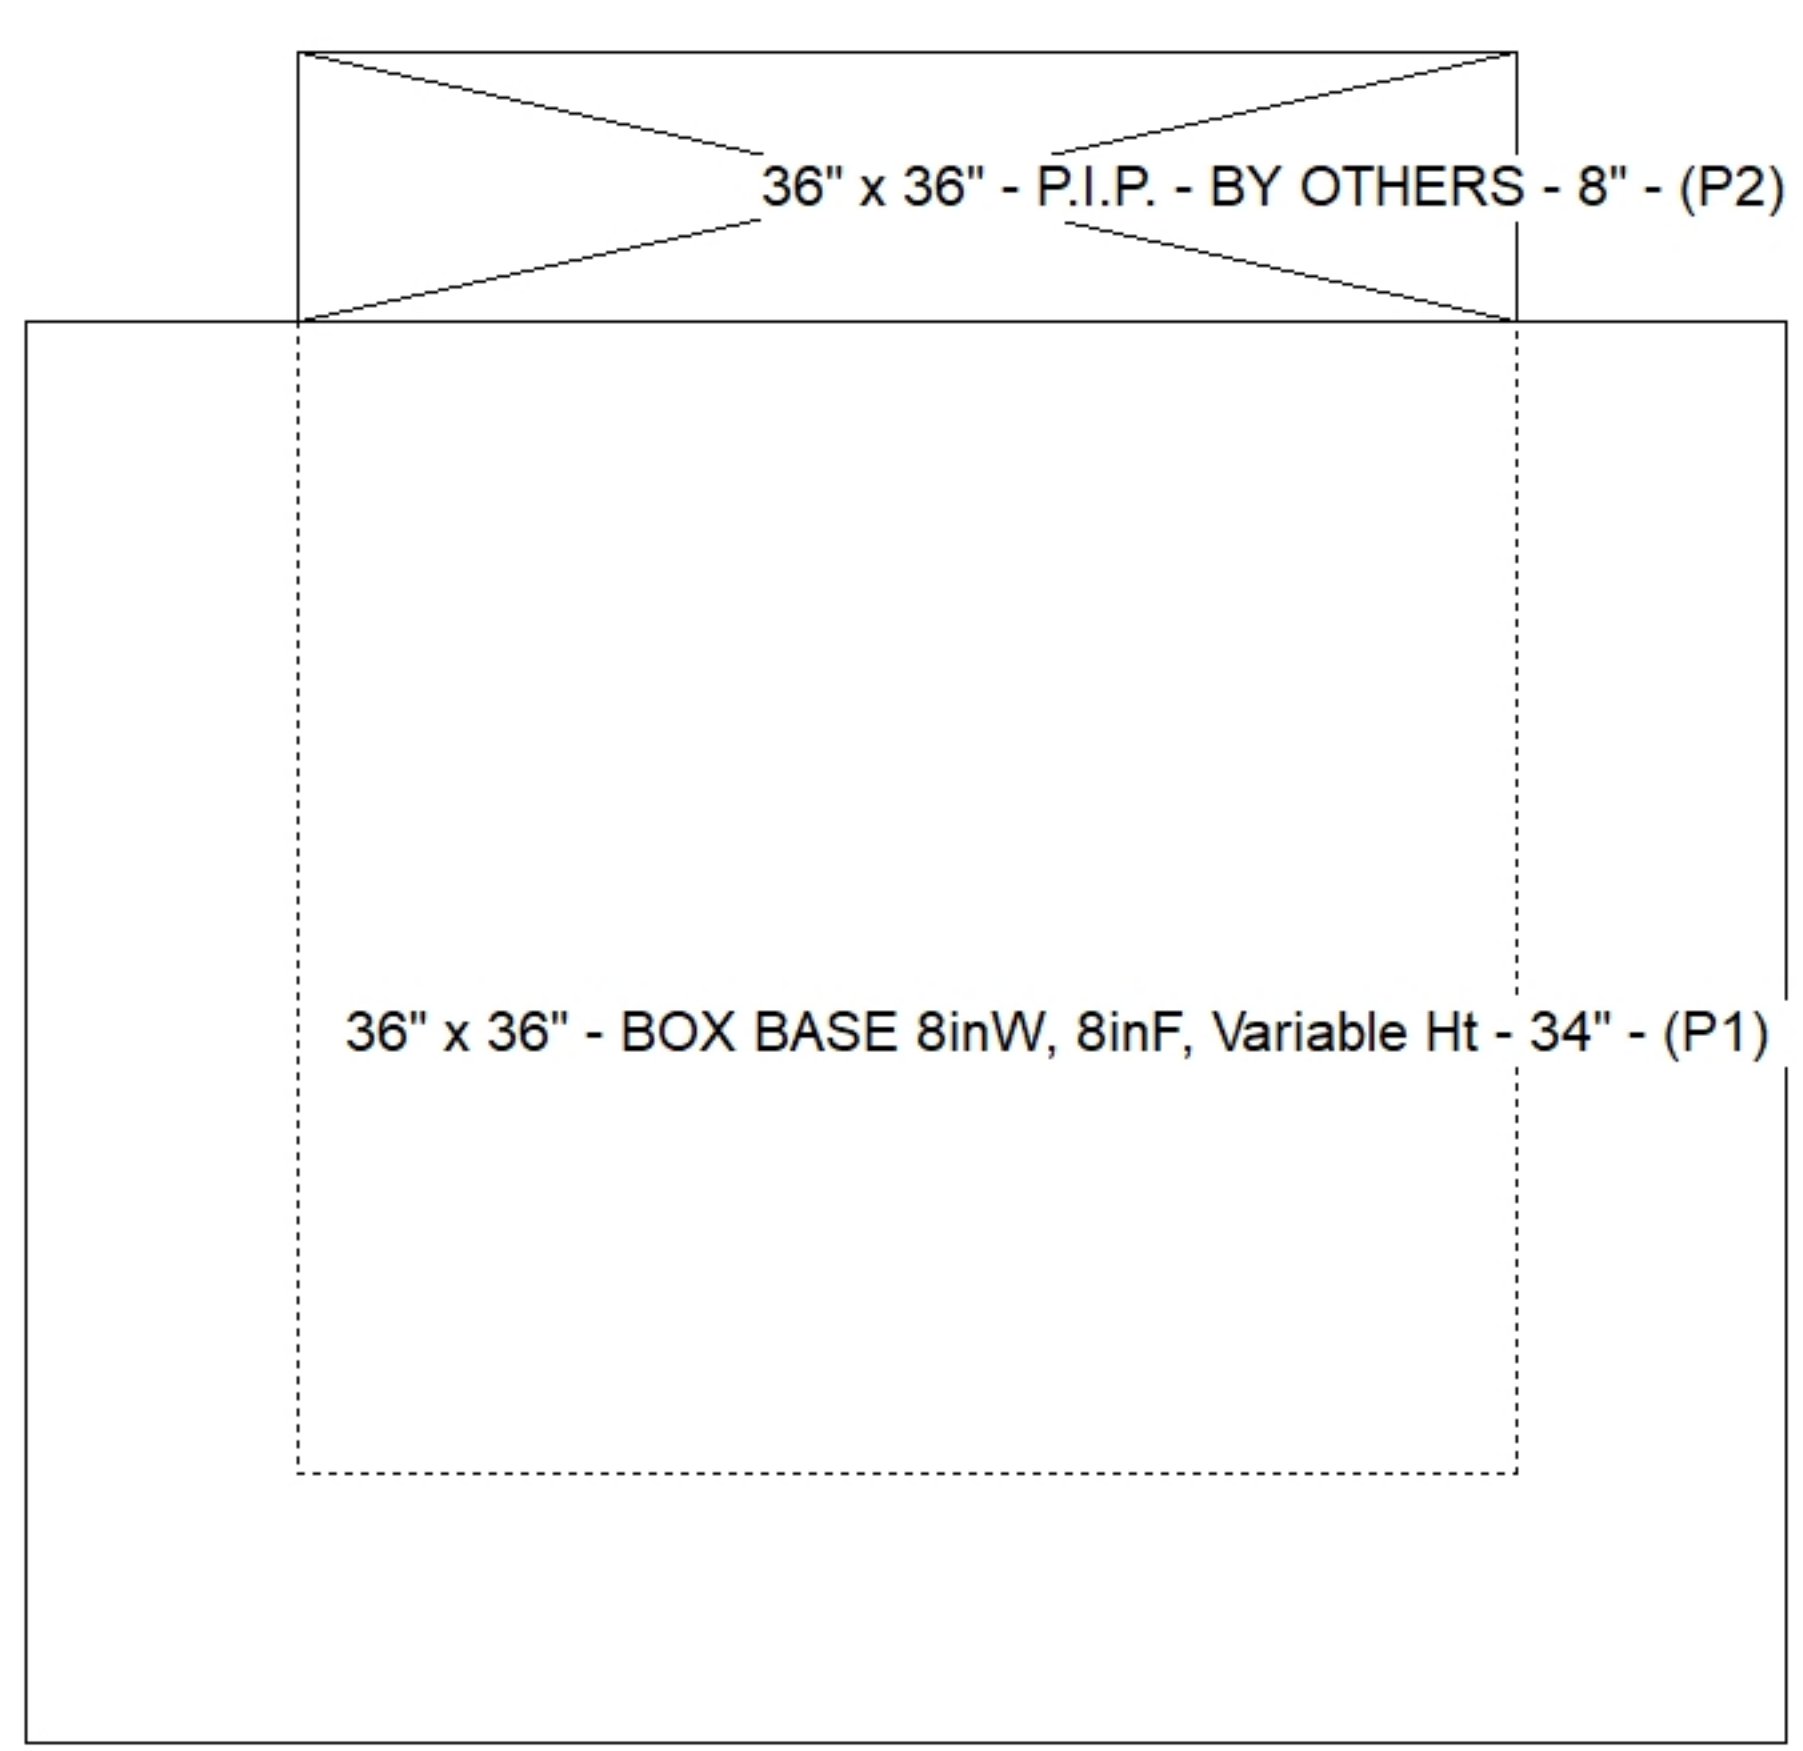 36" x 36" - P.I.P. - BY OTHERS - 8" - (P2)
36" x 36" - BOX BASE 8inW, 8inF, Variable Ht - 34" - (P1)